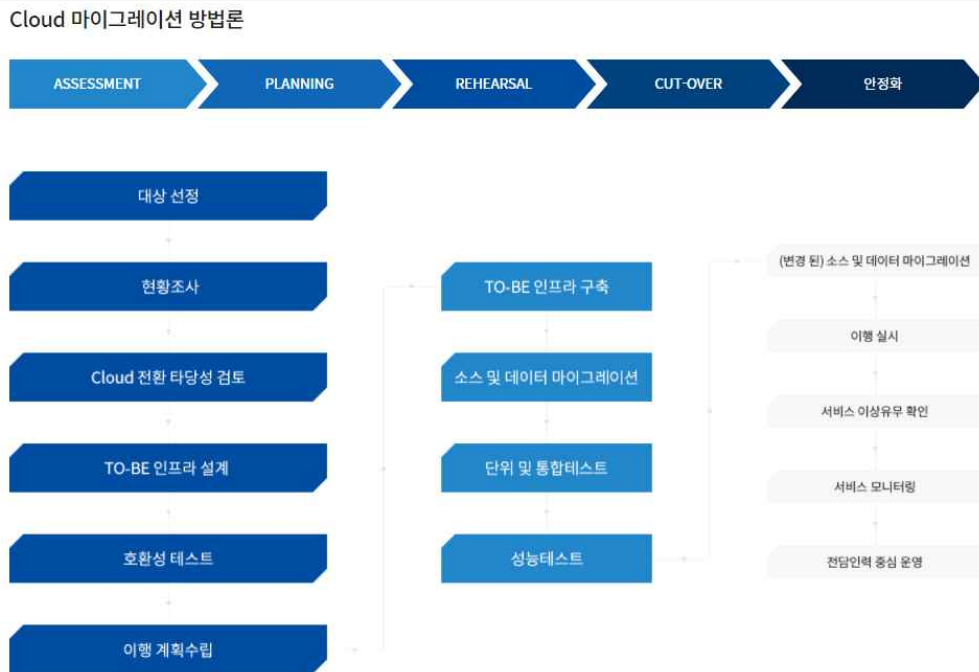 Cloud 마이그레이션 방법론
ASSESSMENT
PLANNING
REHEARSAL
CUT-OVER
안정화
대상 선정
현황조사
Cloud 전환 타당성 검토
TO-BE 인프라 설계
호환성 테스트
이행 계획수립
TO-BE 인프라 구축
소스 및 데이터 마이그레이션
단위 및 통합테스트
성능테스트
(변경 된) 소스 및 데이터 마이그레이션
이행 실시
서비스 이상유무 확인
서비스 모니터링
전담인력 중심 운영